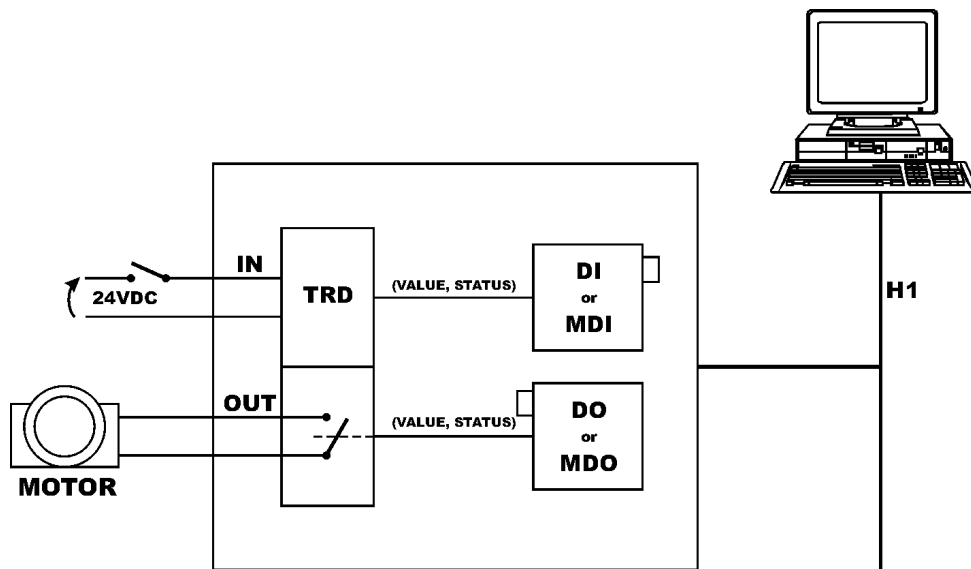 IN
24VDC
TRD
(VALUE, STATUS)
DI
or
MDI
H1
OUT
(VALUE, STATUS)
DO
or
MDO
MOTOR